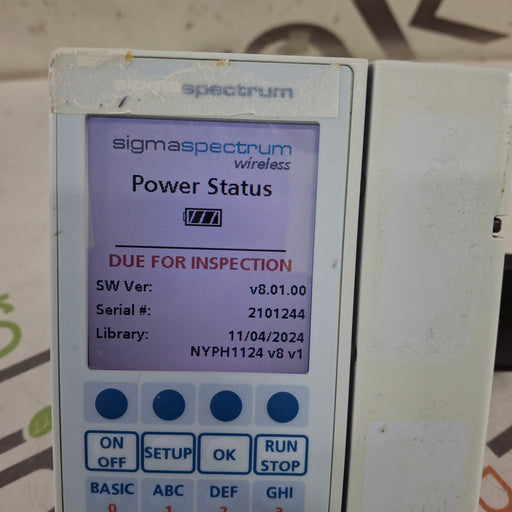 spectrum
sigmaspectrum
wireless
Power Status
DUE FOR INSPECTION
SW Ver: v8.01.00
Serial #: 2101244
Library: 11/04/2024
NYPH1124 v8 v1
ON OFF SETUP OK RUN STOP
BASIC ABC DEF GHI
0 1 2 3